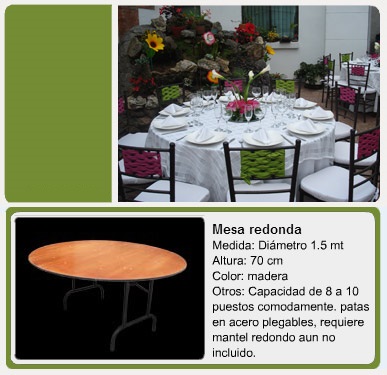 Mesa redonda
Medida: Diámetro 1.5 mt
Altura: 70 cm
Color: madera
Otros: Capacidad de 8 a 10
puestos comodamente. patas
en acero plegables, requiere
mantel redondo aun no
incluido.